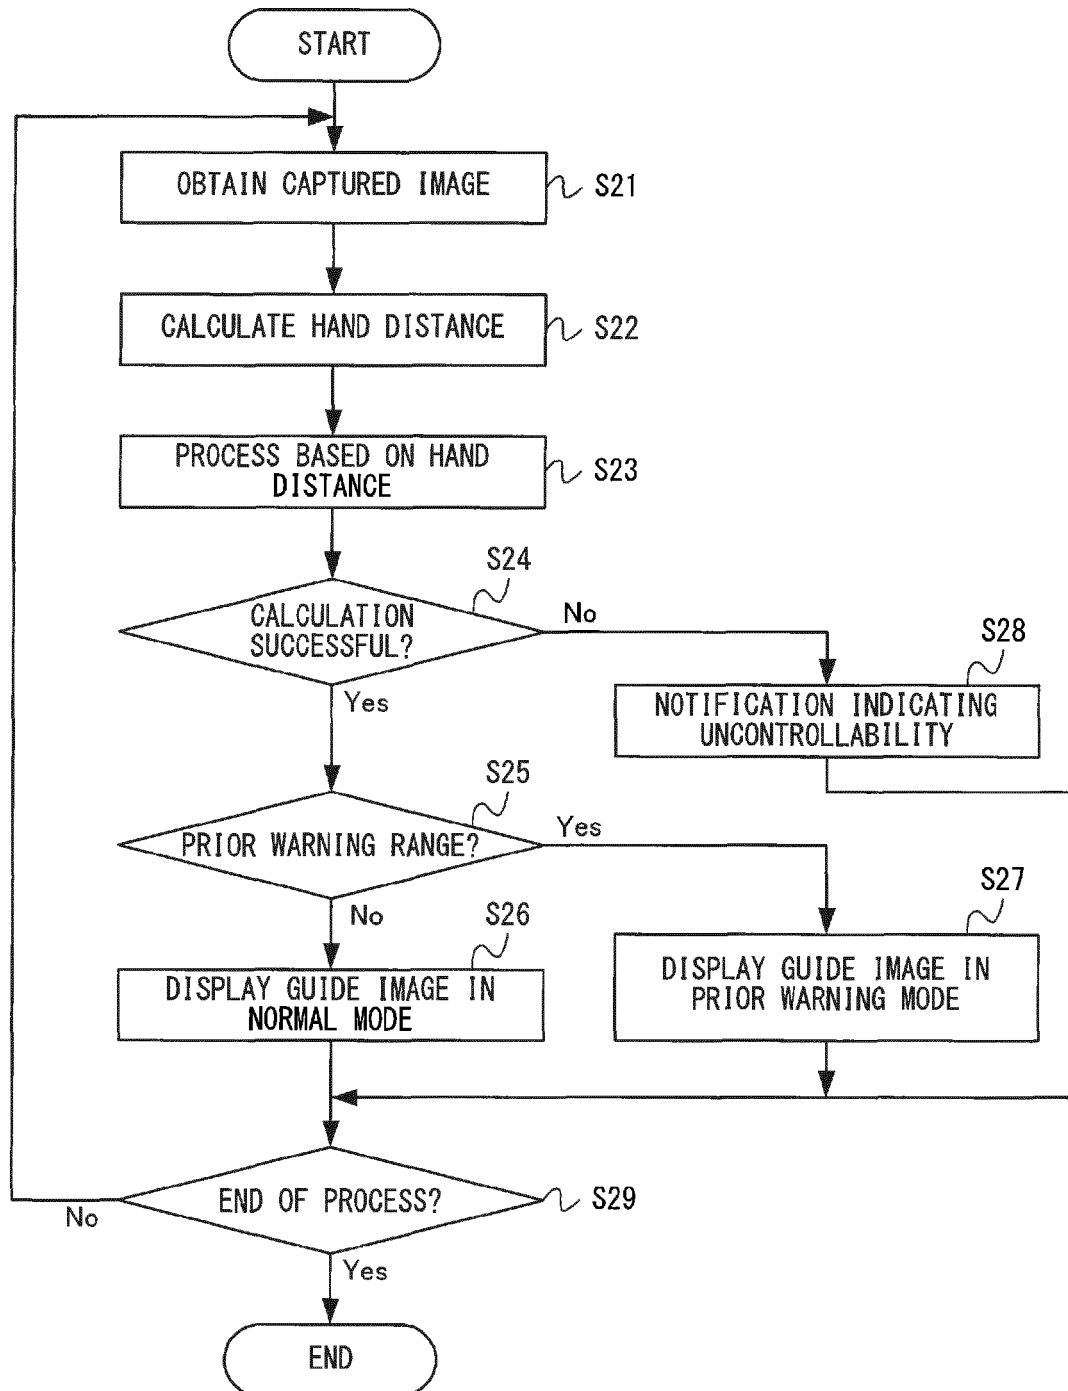 START
OBTAIN CAPTURED IMAGE
S21
CALCULATE HAND DISTANCE
S22
PROCESS BASED ON HAND
DISTANCE
S23
S24
CALCULATION
SUCCESSFUL?
No
Yes
S28
NOTIFICATION INDICATING
UNCONTROLLABILITY
S25
PRIOR WARNING RANGE?
Yes
No
S26
DISPLAY GUIDE IMAGE IN
NORMAL MODE
S27
DISPLAY GUIDE IMAGE IN
PRIOR WARNING MODE
END OF PROCESS?
S29
No
Yes
END